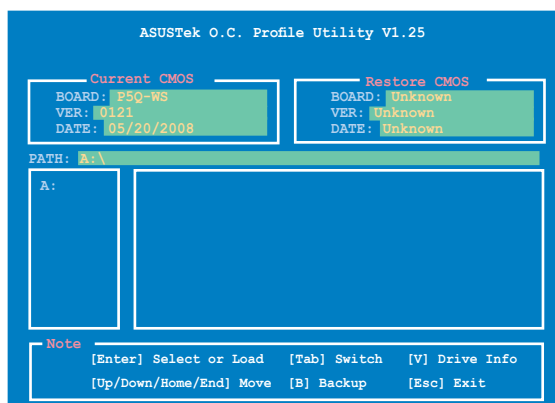 ASUSTek O.C. Profile Utility V1.25
Current CMOS
BOARD: P5Q-WS
VER: 0121
DATE: 05/20/2008
Restore CMOS
BOARD: Unknown
VER: Unknown
DATE: Unknown
PATH: A:\
A:
Note
[Enter] Select or Load [Tab] Switch [V] Drive Info
[Up/Down/Home/End] Move [B] Backup [Esc] Exit